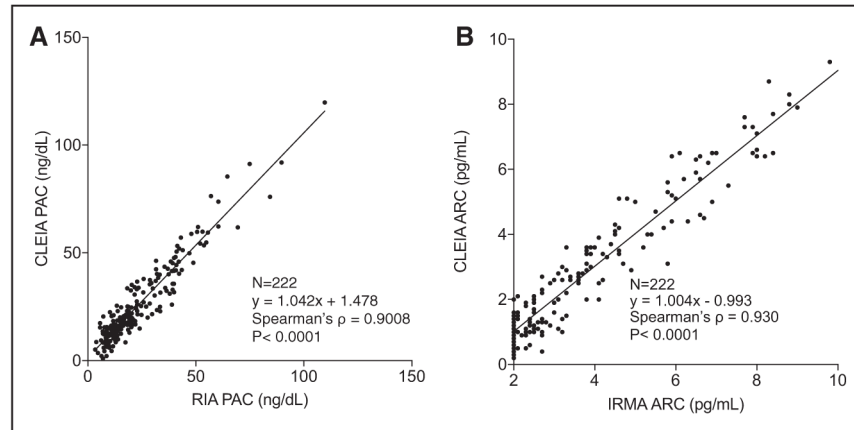 A
150
100
50
0
CLEIA PAC (ng/dL)
N=222
y = 1.042x + 1.478
Spearman's ρ = 0.9008
P< 0.0001
0 50 100 150
RIA PAC (ng/dL)
B
10
8
6
4
2
0
CLEIA ARC (pg/mL)
N=222
y = 1.004x - 0.993
Spearman's ρ = 0.930
P< 0.0001
2 4 6 8 10
IRMA ARC (pg/mL)